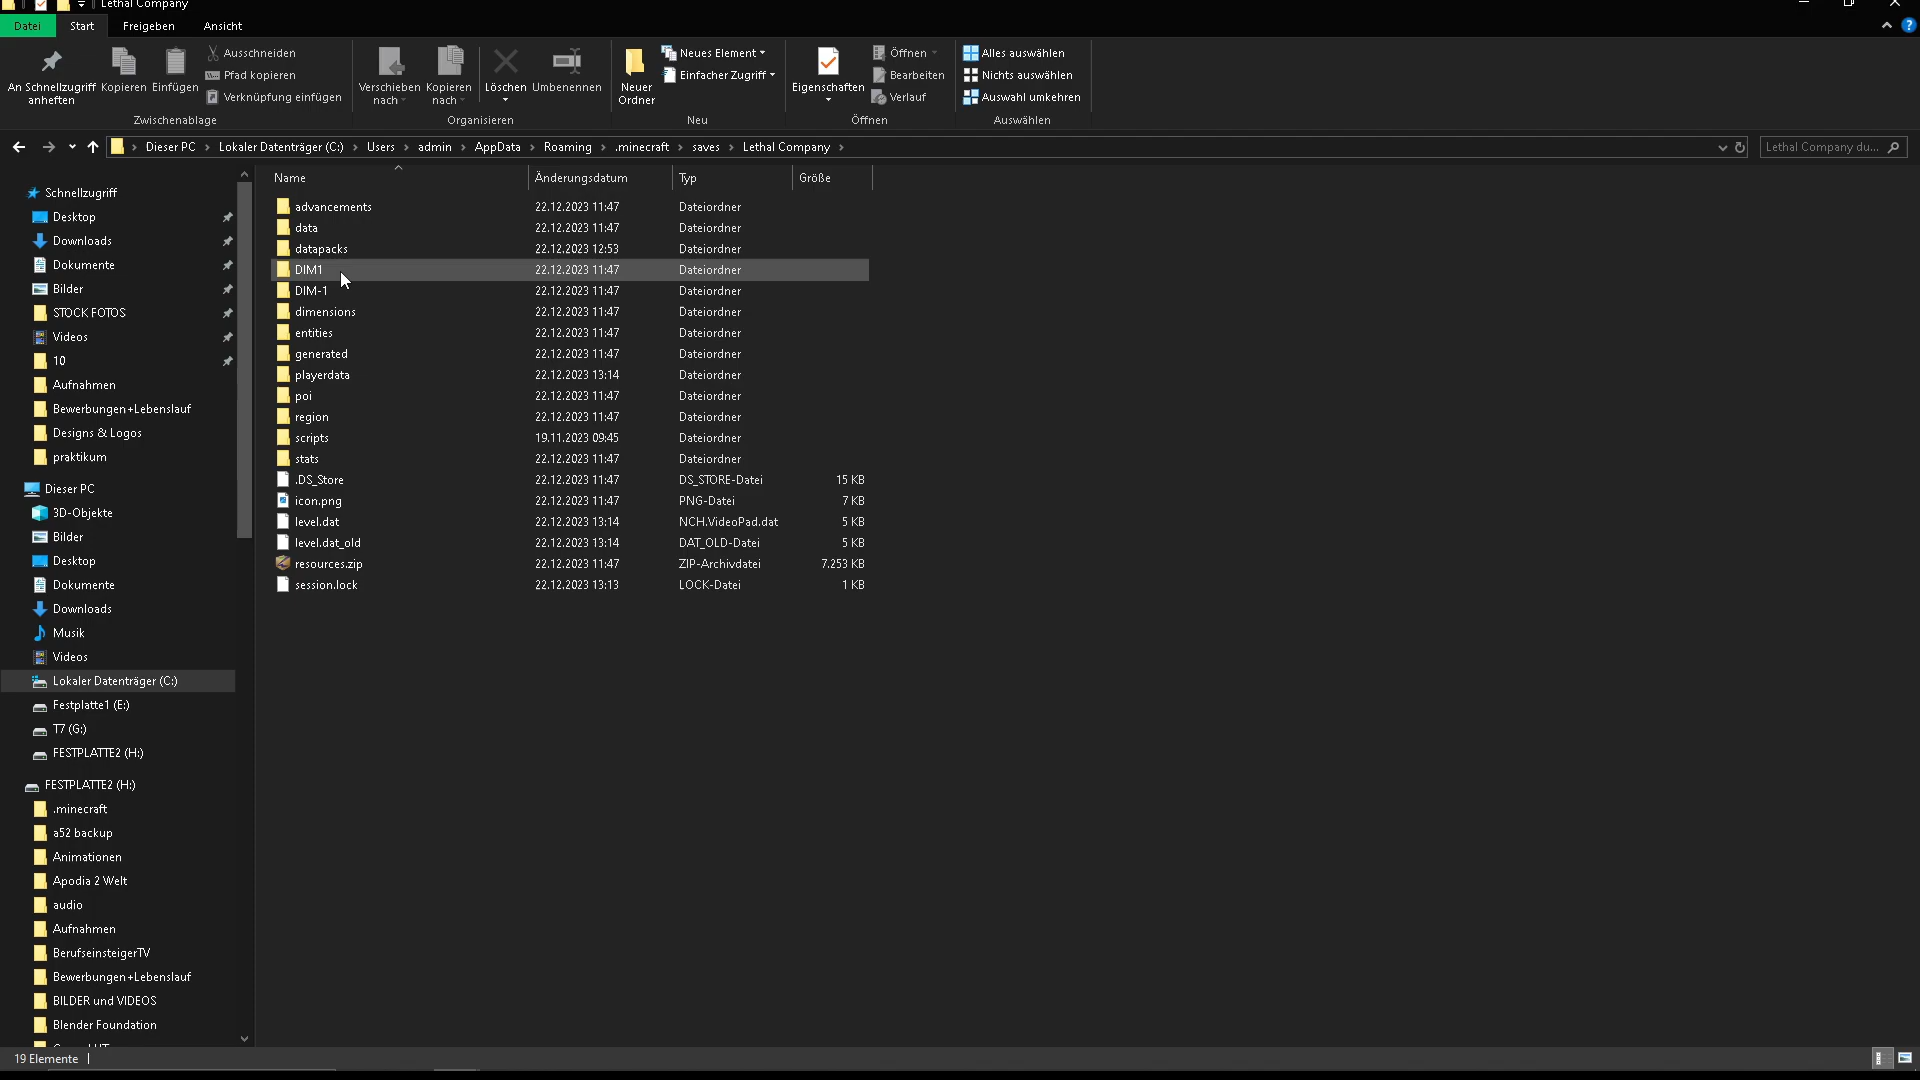 Lethal Company
Datei Start Freigeben Ansicht
An Schnellzugriff anheften
Kopieren
Einfügen
Ausschneiden
Pfad kopieren
Verknüpfung einfügen
Zwischenablage
Verschieben nach
Kopieren nach
Löschen
Umbenennen
Organisieren
Neuer Ordner
Neues Element
Einfacher Zugriff
Neu
Eigenschaften
Öffnen
Bearbeiten
Verlauf
Öffnen
Alles auswählen
Nichts auswählen
Auswahl umkehren
Auswählen
Dieser PC > Lokaler Datenträger (C:) > Users > admin > AppData > Roaming > .minecraft > saves > Lethal Company >
Lethal Company du...
Schnellzugriff
Desktop
Downloads
Dokumente
Bilder
STOCK FOTOS
Videos
10
Aufnahmen
Bewerbungen+Lebenslauf
Designs & Logos
praktikum
Dieser PC
3D-Objekte
Bilder
Desktop
Dokumente
Downloads
Musik
Videos
Lokaler Datenträger (C:)
Festplatte1 (E:)
T7 (G:)
FESTPLATTE2 (H:)
FESTPLATTE2 (H:)
.minecraft
a52 backup
Animationen
Apodia 2 Welt
audio
Aufnahmen
BerufseinsteigerTV
Bewerbungen+Lebenslauf
BILDER und VIDEOS
Blender Foundation
Name Änderungsdatum Typ Größe
advancements 22.12.2023 11:47 Dateiordner
data 22.12.2023 11:47 Dateiordner
datapacks 22.12.2023 12:53 Dateiordner
DIM1 22.12.2023 11:47 Dateiordner
DIM-1 22.12.2023 11:47 Dateiordner
dimensions 22.12.2023 11:47 Dateiordner
entities 22.12.2023 11:47 Dateiordner
generated 22.12.2023 11:47 Dateiordner
playerdata 22.12.2023 13:14 Dateiordner
poi 22.12.2023 11:47 Dateiordner
region 22.12.2023 11:47 Dateiordner
scripts 19.11.2023 09:45 Dateiordner
stats 22.12.2023 11:47 Dateiordner
.DS_Store 22.12.2023 11:47 DS_STORE-Datei 15 KB
icon.png 22.12.2023 11:47 PNG-Datei 7 KB
level.dat 22.12.2023 13:14 NCH.VideoPad.dat 5 KB
level.dat_old 22.12.2023 13:14 DAT_OLD-Datei 5 KB
resources.zip 22.12.2023 11:47 ZIP-Archivdatei 7.253 KB
session.lock 22.12.2023 13:13 LOCK-Datei 1 KB
19 Elemente